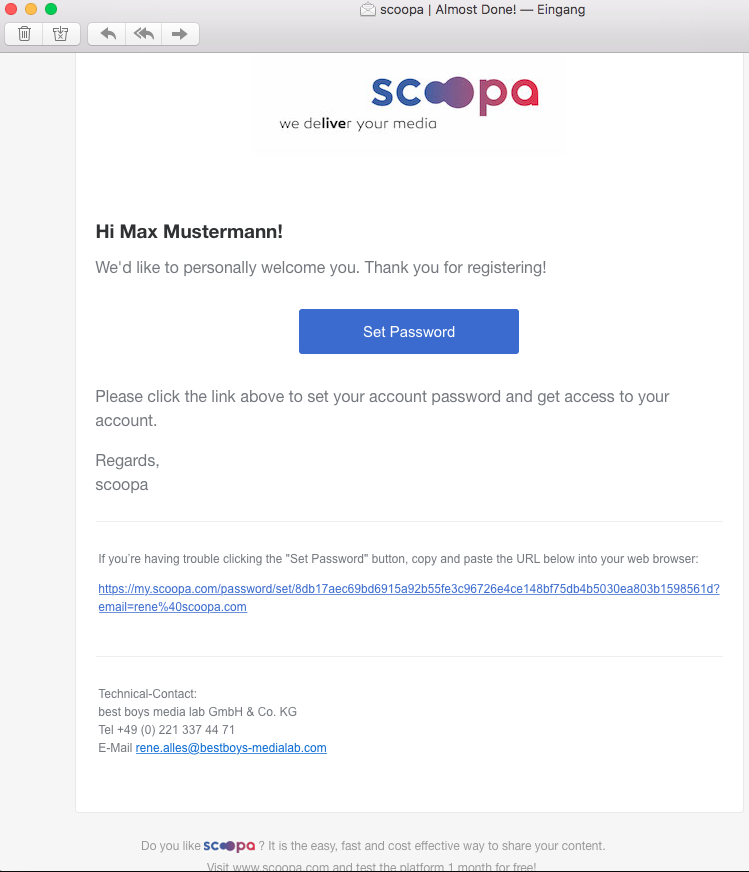 scoopa | Almost Done! — Eingang
scoopa
we deliver your media
Hi Max Mustermann!
We'd like to personally welcome you. Thank you for registering!
Set Password
Please click the link above to set your account password and get access to your
account.
Regards,
scoopa
If you're having trouble clicking the "Set Password" button, copy and paste the URL below into your web browser:
https://my.scoopa.com/password/set/8db17aec69bd6915a92b55fe3c96726e4ce148bf75db4b5030ea803b1598561d?
email=rene%40scoopa.com
Technical-Contact:
best boys media lab GmbH & Co. KG
Tel +49 (0) 221 337 44 71
E-Mail rene.alles@bestboys-medialab.com
Do you like scoopa ? It is the easy, fast and cost effective way to share your content.
Visit www.scoopa.com and test the platform 1 month for free!